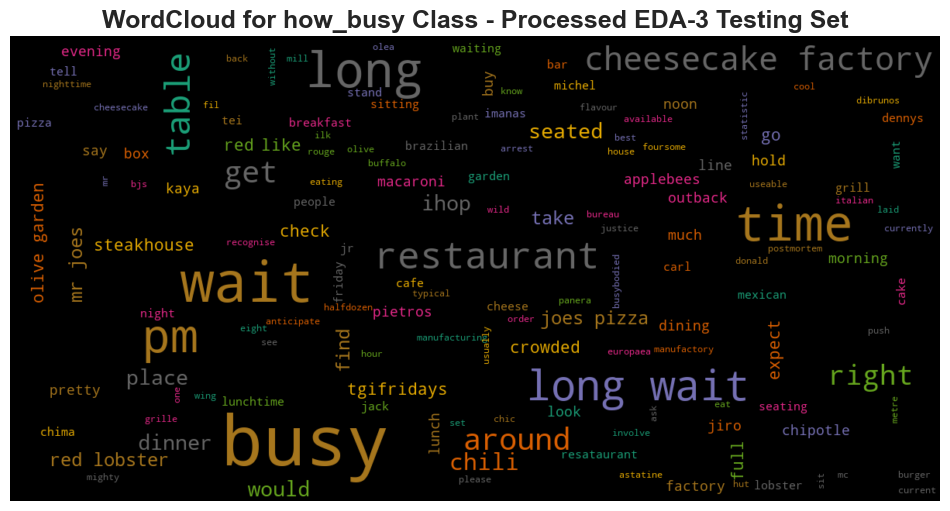 WordCloud for how_busy Class - Processed EDA-3 Testing Set
evening
tell
nighttime
cheesecake
pizza
back
without
mill
table
long
olea
stand
sitting
waiting
know
buy
bar
michel
flavour
cheesecake factory
noon
cool
dibrunos
dennys
statistic
go
want
fil
tei
breakfast
ilk
rouge
olive
buffalo
imanas
plant
brazilian
arrest
seated
best
house
foursome
available
line
hold
say
box
red like
get
eating
people
macaroni
garden
ihop
wild
take
bureau
justice
applebees
outback
much
useable
grill
italian
laid
currently
mr
bjs
kaya
olive garden
mr joes
steakhouse
recognise
check
jr
friday
restaurant
busybodied
carl
time
postmortem
donald
morning
mexican
cake
wait
cafe
typical
halfdozen
night
anticipate
pietros
cheese
order
panera
joes pizza
dining
expect
push
pm
eight
see
find
hour
manufacturing
usually
crowded
europaea
manufactory
place
pretty
one
wing
lunchtime
tgifridays
jack
long wait
right
seating
metre
chima
grille
dinner
busy
lunch
set
chic
look
involve
ask
eat
jiro
chipotle
around
red lobster
mighty
would
chili
please
resataurant
astatine
full
factory
hut
lobster
sit
mc
burger
current